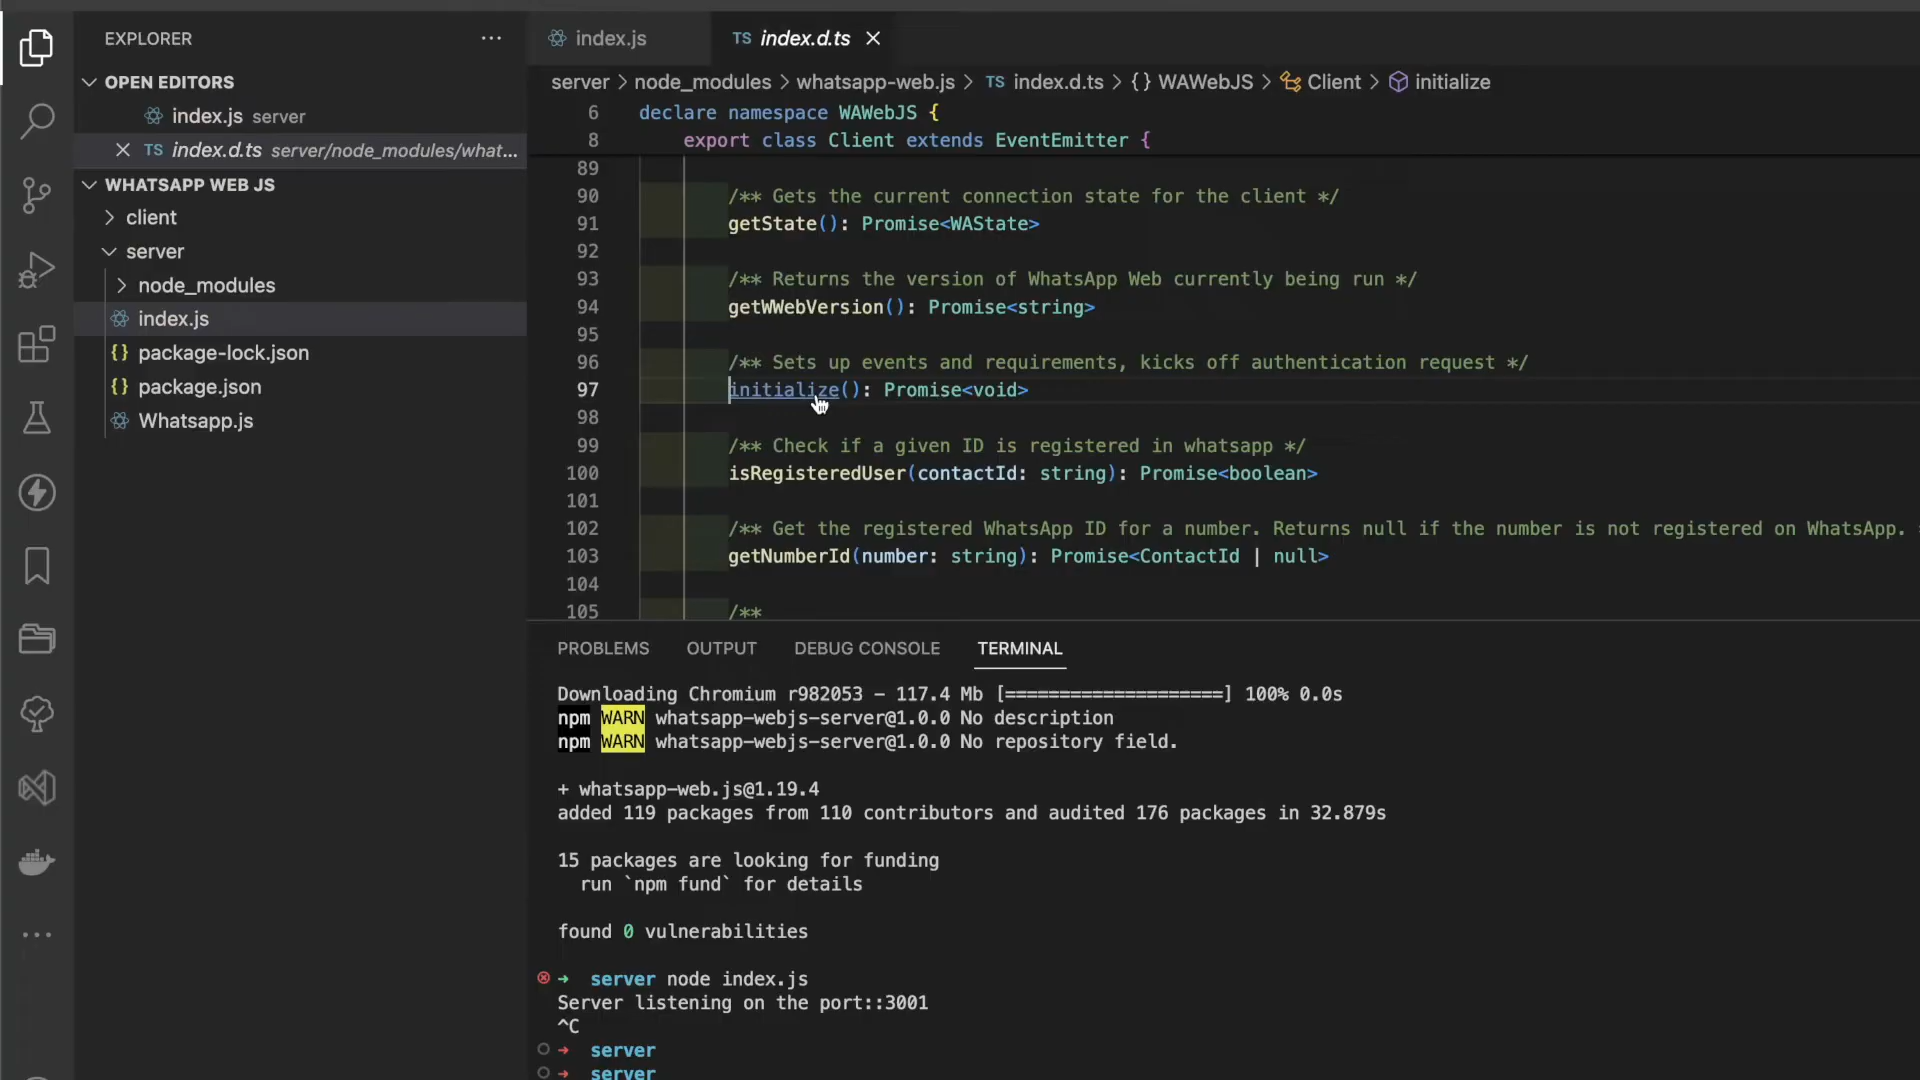 EXPLORER
OPEN EDITORS
index.js server
TS index.d.ts server/node_modules/what...
WHATSAPP WEB JS
client
server
node_modules
index.js
{} package-lock.json
{} package.json
Whatsapp.js
index.js
TS index.d.ts
server > node_modules > whatsapp-web.js > TS index.d.ts > {} WAWebJS > Client > initialize
6 declare namespace WAWebJS {
8 export class Client extends EventEmitter {
89
90 /** Gets the current connection state for the client */
91 getState(): Promise<WAState>
92
93 /** Returns the version of WhatsApp Web currently being run */
94 getWWebVersion(): Promise<string>
95
96 /** Sets up events and requirements, kicks off authentication request */
97 initialize(): Promise<void>
98
99 /** Check if a given ID is registered in whatsapp */
100 isRegisteredUser(contactId: string): Promise<boolean>
101
102 /** Get the registered WhatsApp ID for a number. Returns null if the number is not registered on WhatsApp.
103 getNumberId(number: string): Promise<ContactId | null>
104
105 /**
PROBLEMS OUTPUT DEBUG CONSOLE TERMINAL
Downloading Chromium r982053 - 117.4 Mb [====================] 100% 0.0s
npm WARN whatsapp-webjs-server@1.0.0 No description
npm WARN whatsapp-webjs-server@1.0.0 No repository field.
+ whatsapp-web.js@1.19.4
added 119 packages from 110 contributors and audited 176 packages in 32.879s
15 packages are looking for funding
run `npm fund` for details
found 0 vulnerabilities
➜ server node index.js
Server listening on the port::3001
^C
➜ server
➜ server